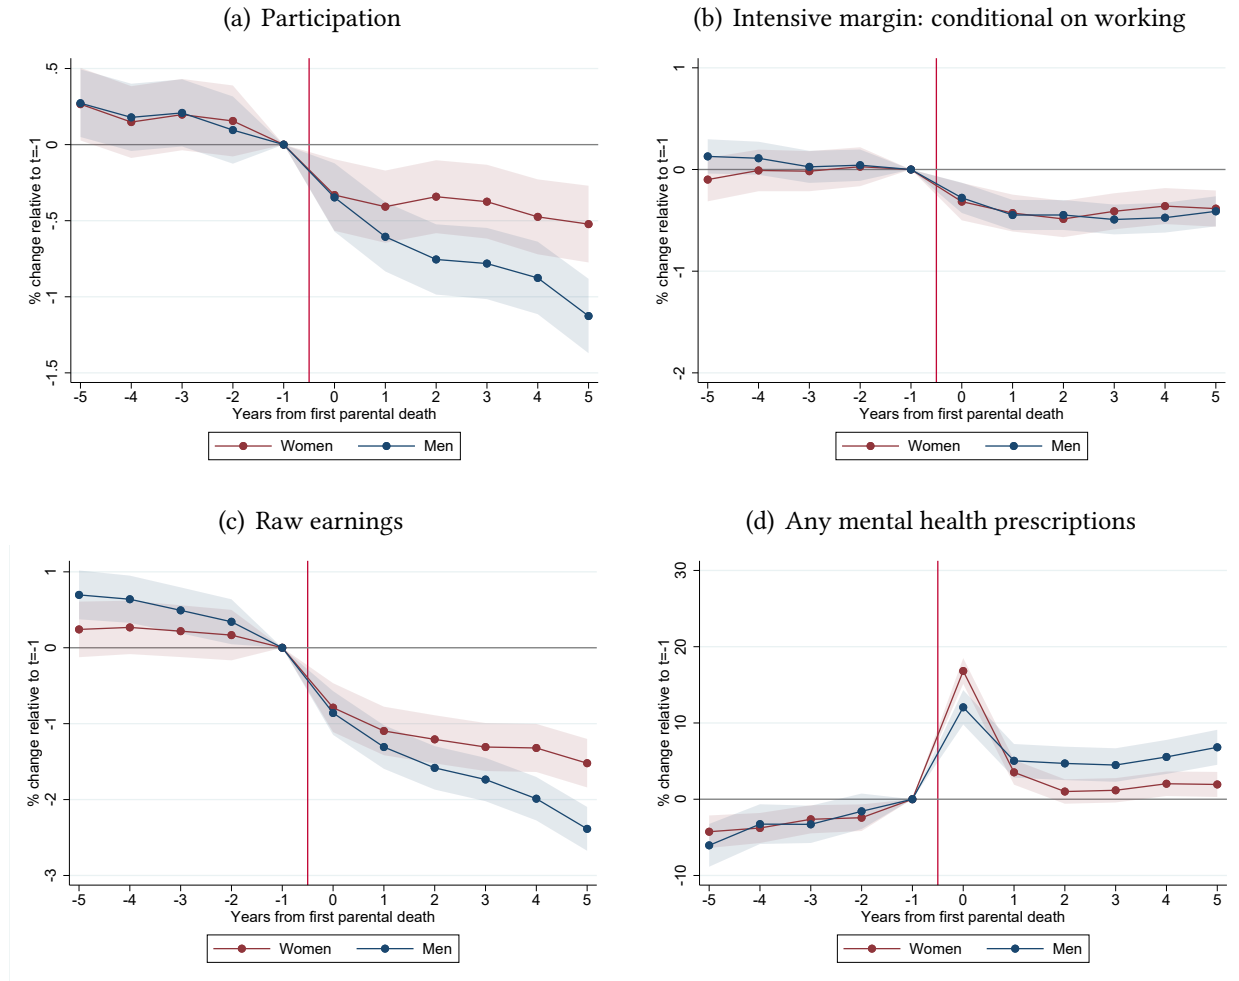 (a) Participation
% change relative to t=-1
.5
0
-.5
-1
-1.5
-5 -4 -3 -2 -1 0 1 2 3 4 5
Years from first parental death
Women Men
(b) Intensive margin: conditional on working
% change relative to t=-1
1
0
-1
-2
-5 -4 -3 -2 -1 0 1 2 3 4 5
Years from first parental death
Women Men
(c) Raw earnings
% change relative to t=-1
1
0
-1
-2
-3
-5 -4 -3 -2 -1 0 1 2 3 4 5
Years from first parental death
Women Men
(d) Any mental health prescriptions
% change relative to t=-1
30
20
10
0
-10
-5 -4 -3 -2 -1 0 1 2 3 4 5
Years from first parental death
Women Men